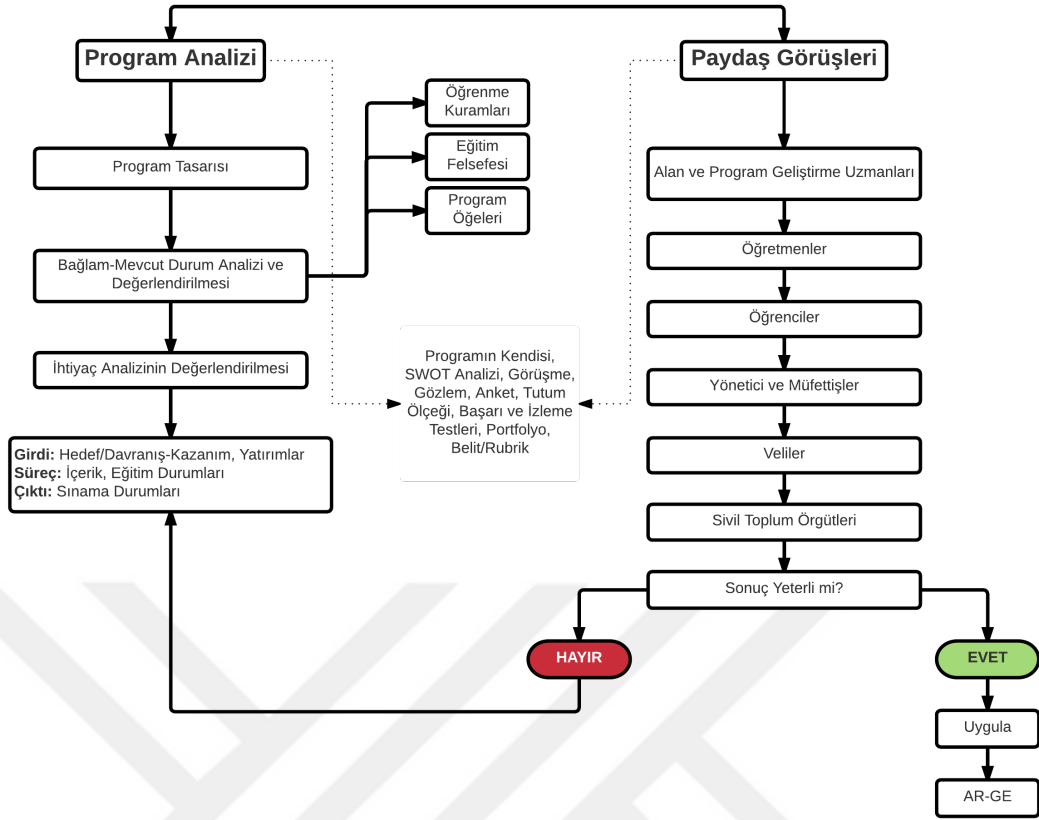 Program Analizi
Program Tasarısı
Bağlam-Mevcut Durum Analizi ve
Değerlendirilmesi
İhtiyaç Analizinin Değerlendirilmesi
Girdi: Hedef/Davranış-Kazanım, Yatırımlar
Süreç: İçerik, Eğitim Durumları
Çıktı: Sınama Durumları
Öğrenme
Kuramları
Eğitim
Felsefesi
Program
Öğeleri
Programın Kendisi,
SWOT Analizi, Görüşme,
Gözlem, Anket, Tutum
Ölçeği, Başarı ve İzleme
Testleri, Portfolyo,
Belit/Rubrik
Paydaş Görüşleri
Alan ve Program Geliştirme Uzmanları
Öğretmenler
Öğrenciler
Yönetici ve Müfettişler
Veliler
Sivil Toplum Örgütleri
Sonuç Yeterli mi?
HAYIR
EVET
Uygula
AR-GE